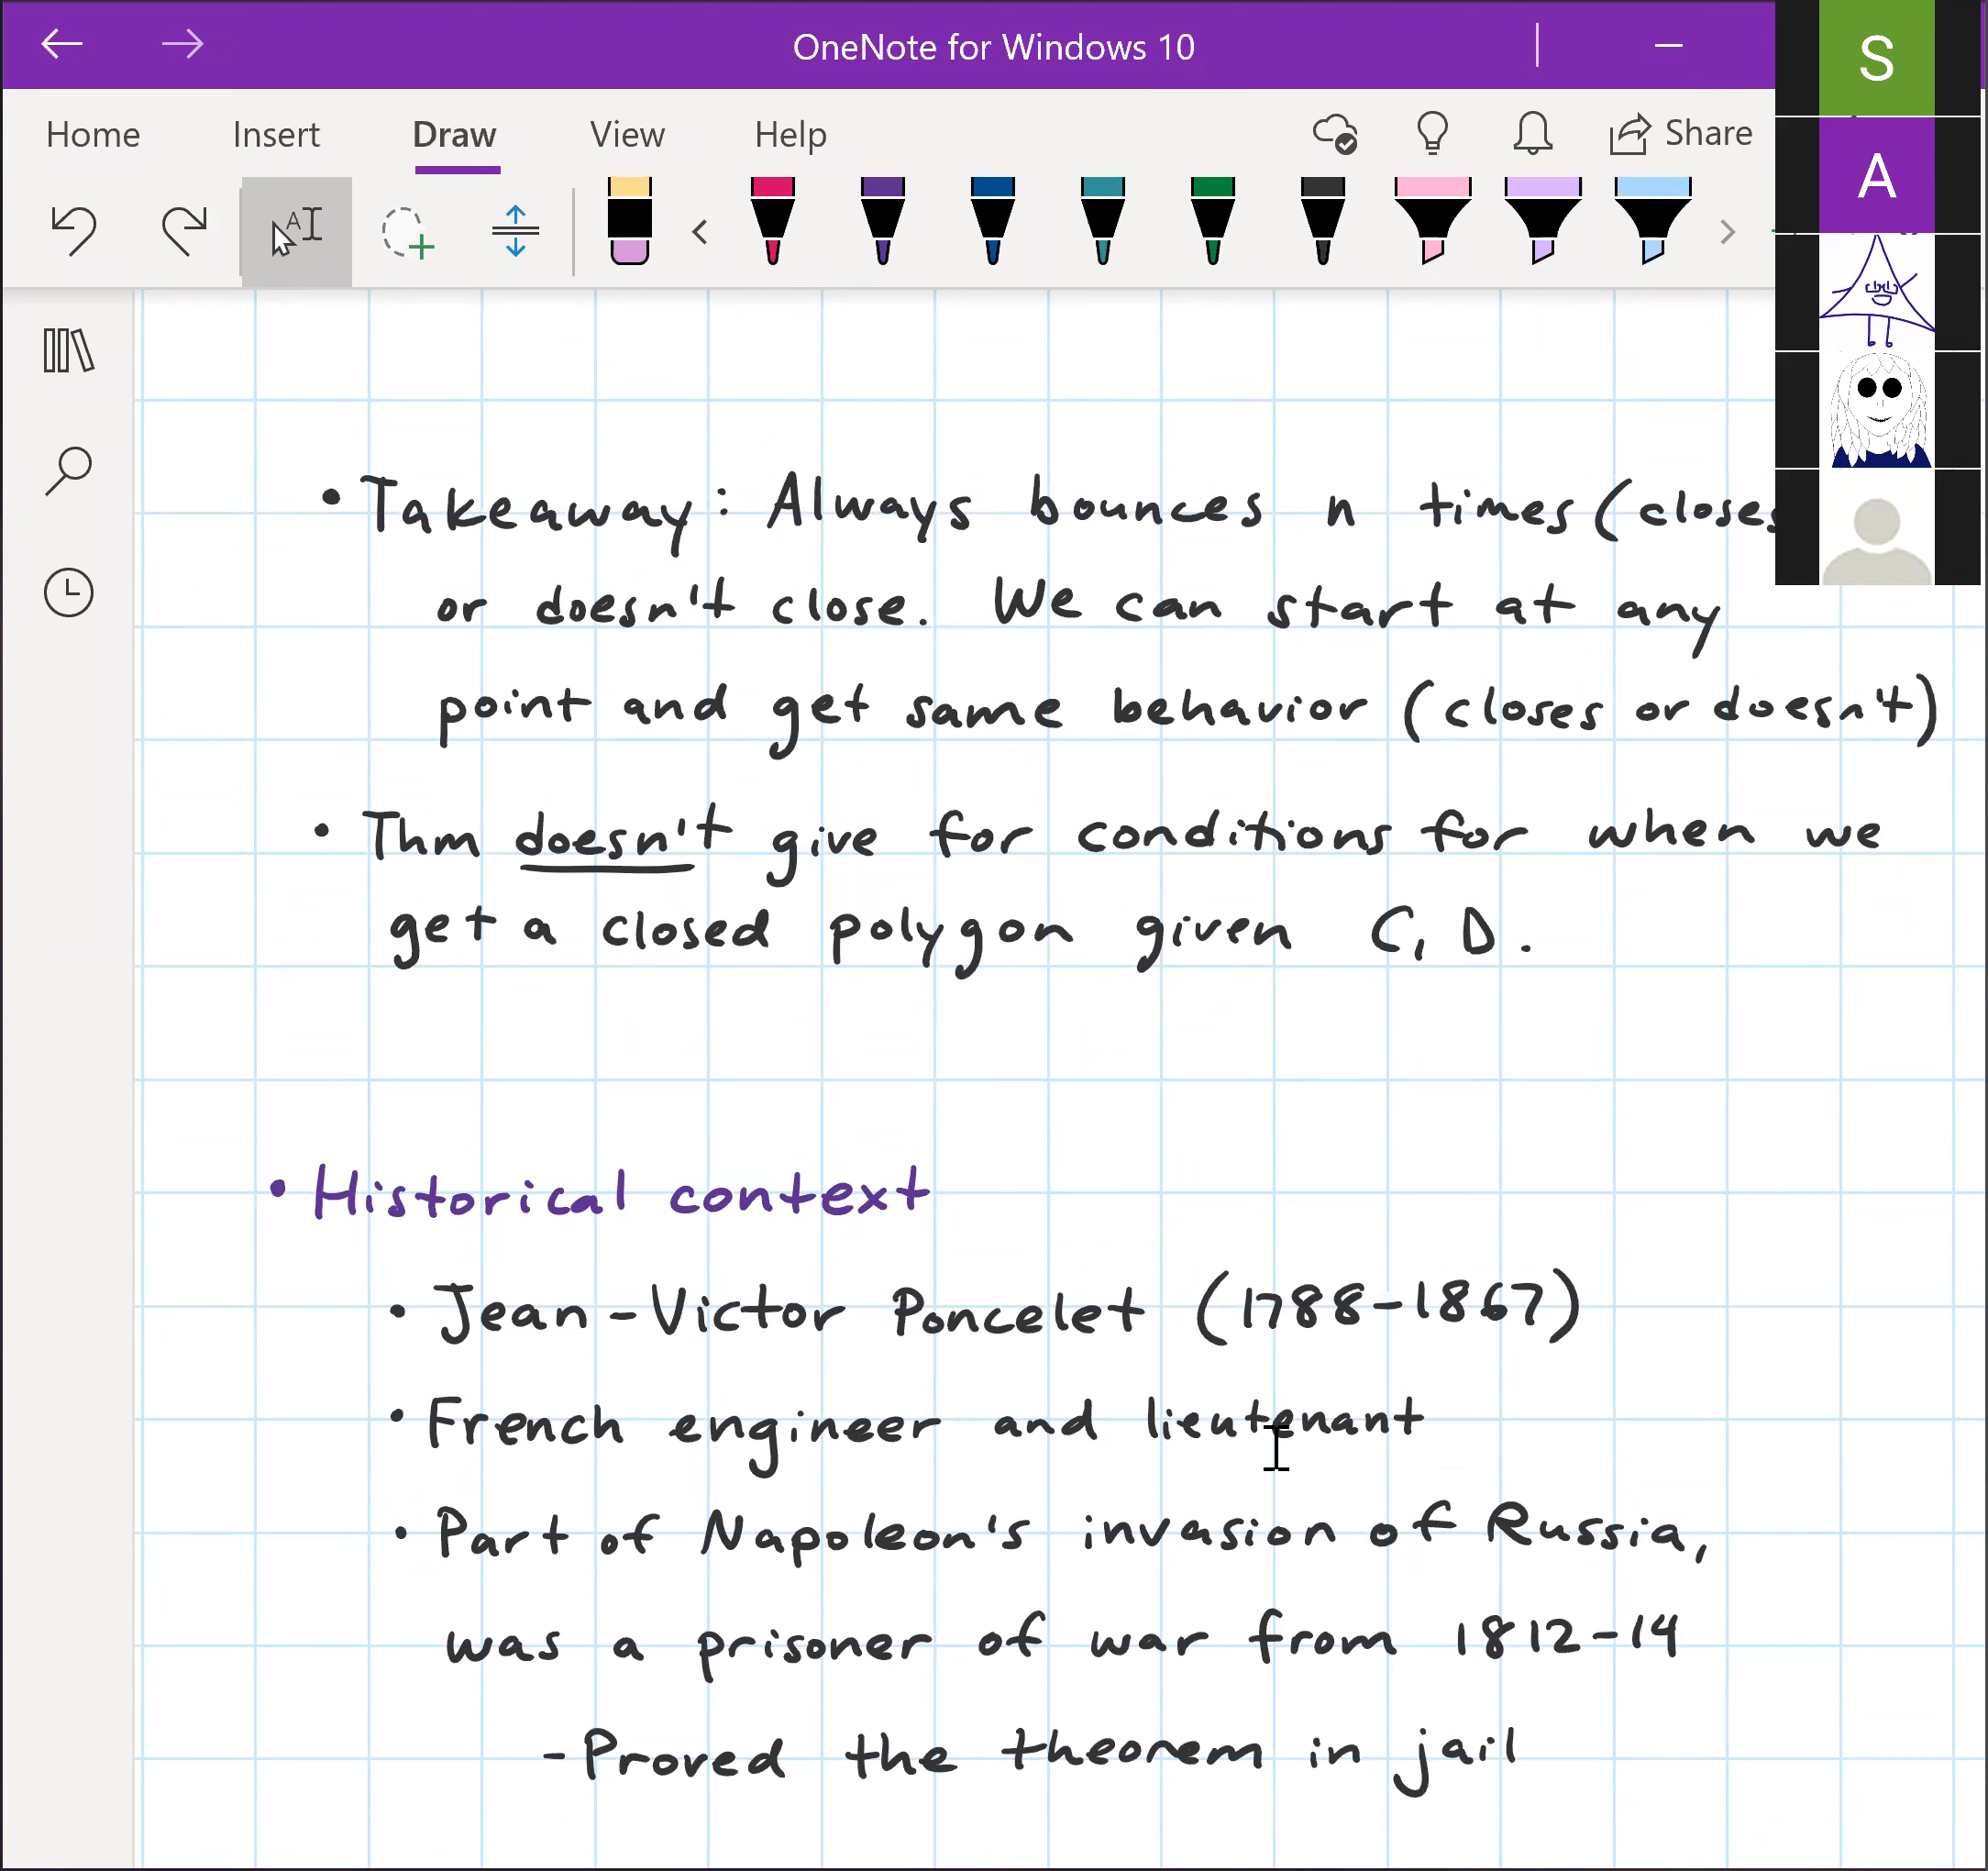 OneNote for Windows 10
S
Home Insert Draw View Help Share
A
• Takeaway: Always bounces n times (closes
or doesn't close. We can start at any
point and get same behavior (closes or doesn't)
• Thm doesn't give for conditions for when we
get a closed polygon given C, D.
• Historical context
• Jean-Victor Poncelet (1788-1867)
• French engineer and lieutenant
• Part of Napoleon's invasion of Russia,
was a prisoner of war from 1812-14
- Proved the theorem in jail